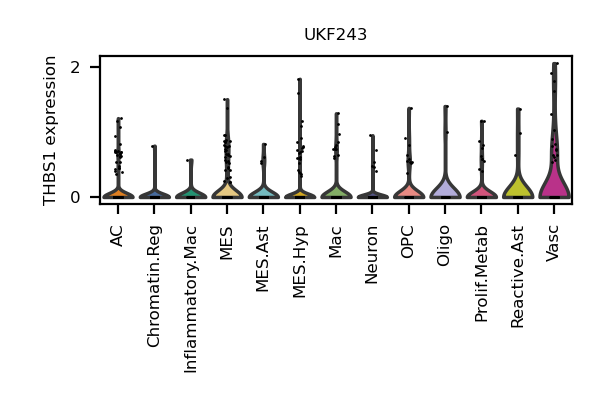 UKF243
THBS1 expression
2
0
AC
Chromatin.Reg
Inflammatory.Mac
MES
MES.Ast
MES.Hyp
Mac
Neuron
OPC
Oligo
Prolif.Metab
Reactive.Ast
Vasc